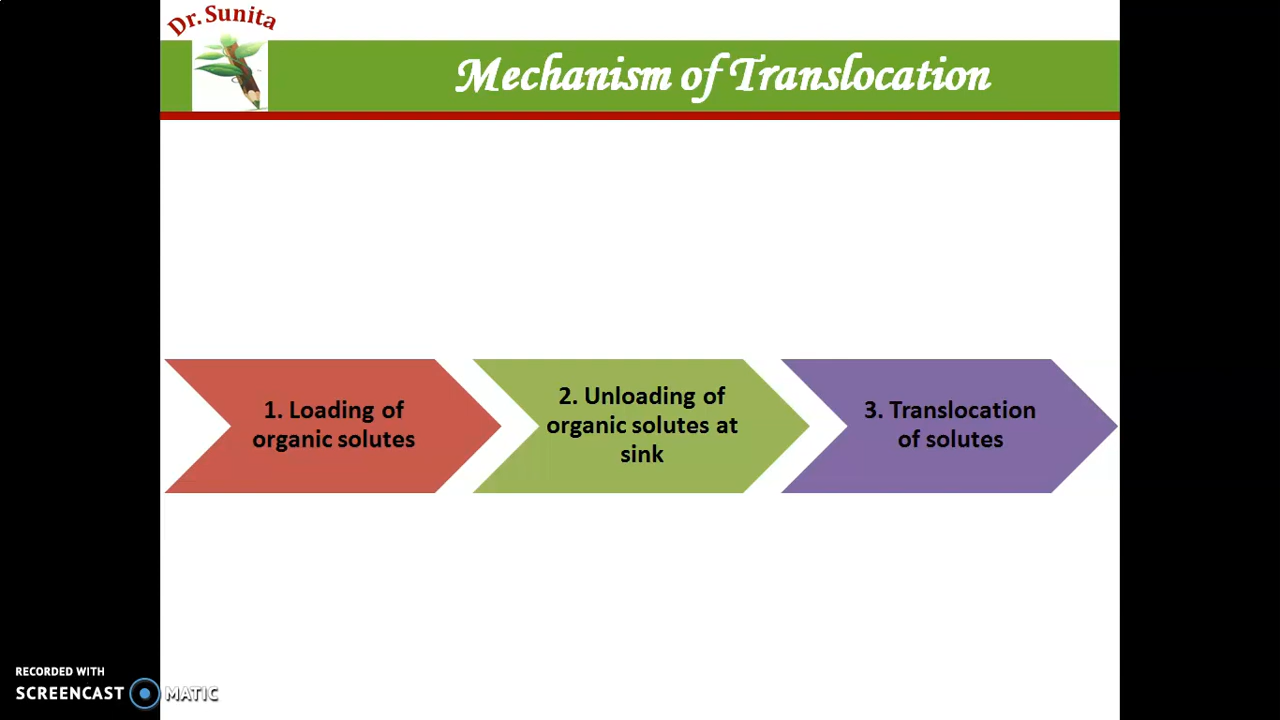 Dr. Sunita
Mechanism of Translocation
1. Loading of
organic solutes
2. Unloading of
organic solutes at
sink
3. Translocation
of solutes
RECORDED WITH
SCREENCAST MATIC